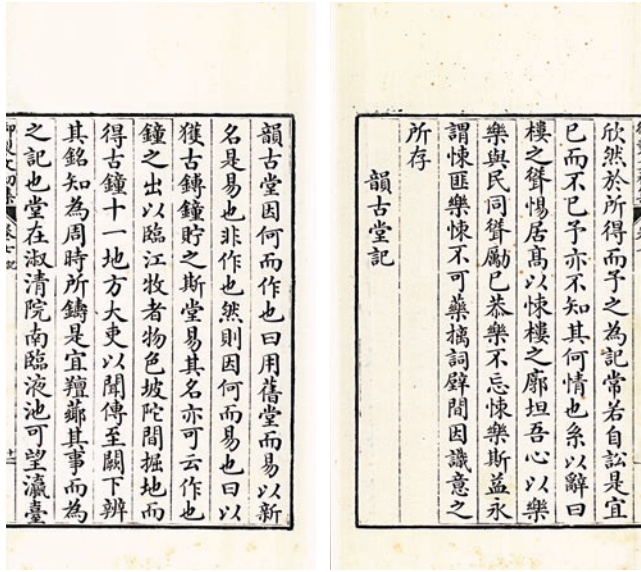 欣然於所得而予之為記常若自訟是宜
已而不已予亦不知其何情也系以辭曰
樓之聳惕居高以悚樓之廓坦吾心以樂
樂與民同聳勵已恭樂不忘悚樂斯益永
謂悚匪樂悚不可藥摛詞壁間因識意之
所存
韻古堂記
韻古堂因何而作也曰用舊堂而易以新
名是易也非作也然則因何而易也曰以
獲古鎛鐘貯之斯堂易其名亦可云作也
鐘之出以臨江牧者物色坡陀間掘地而
得古鐘十一地方大吏以聞傳至闕下辨
其銘知為周時所鑄是宜羶薌其事而為
之記也堂在淑清院南臨液池可望瀛臺